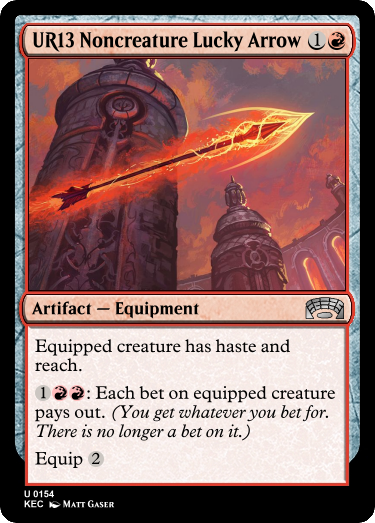 UR13 Noncreature Lucky Arrow 1
Artifact — Equipment
Equipped creature has haste and
reach.
1: Each bet on equipped creature
pays out. (You get whatever you bet for.
There is no longer a bet on it.)
Equip 2
U 0154
KEC Matt Gaser